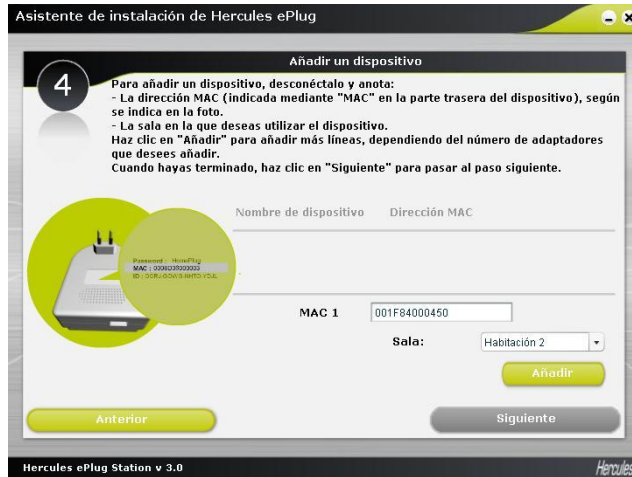 Asistente de instalación de Hercules ePlug
Añadir un dispositivo
4
Para añadir un dispositivo, desconéctalo y anota:
- La dirección MAC (indicada mediante "MAC" en la parte trasera del dispositivo), según
se indica en la foto.
- La sala en la que deseas utilizar el dispositivo.
Haz clic en "Añadir" para añadir más líneas, dependiendo del número de adaptadores
que desees añadir.
Cuando hayas terminado, haz clic en "Siguiente" para pasar al paso siguiente.
Nombre de dispositivo Dirección MAC
Password : HomePlug
MAC :
MAC 1 001F84000450
Sala: Habitación 2
Añadir
Anterior Siguiente
Hercules ePlug Station v 3.0 Hercules